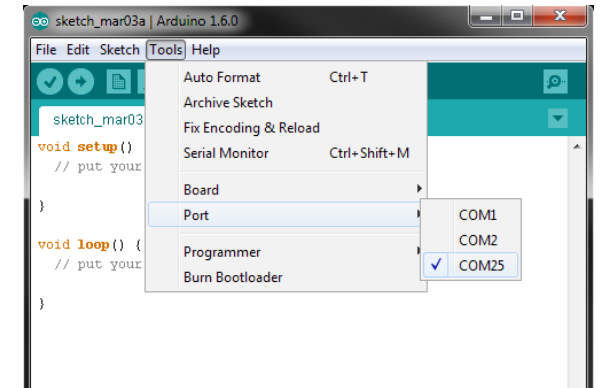 sketch_mar03a | Arduino 1.6.0
File Edit Sketch Tools Help
Auto Format Ctrl+T
Archive Sketch
sketch_mar03
Fix Encoding & Reload
void setup()
Serial Monitor Ctrl+Shift+M
// put your
Board
}
Port
COM1
void loop() {
COM2
Programmer
// put your
COM25
Burn Bootloader
}